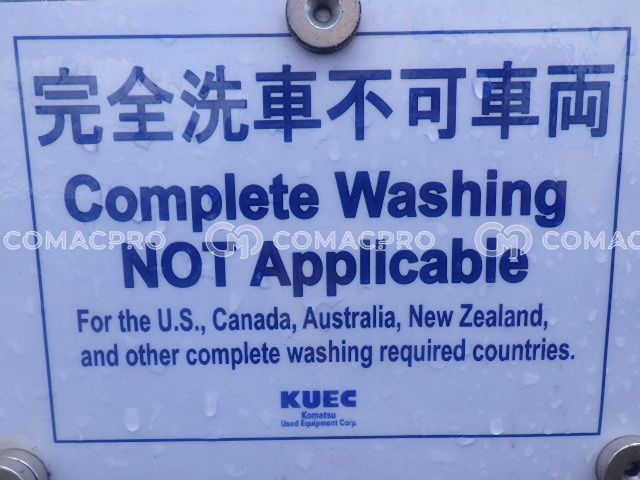 完全洗車不可車両
Complete Washing
COMACPRO COMACPRO COMACPRO
NOT Applicable
For the U.S., Canada, Australia, New Zealand,
and other complete washing required countries.
KUEC
Komatsu
Used Equipment Corp.